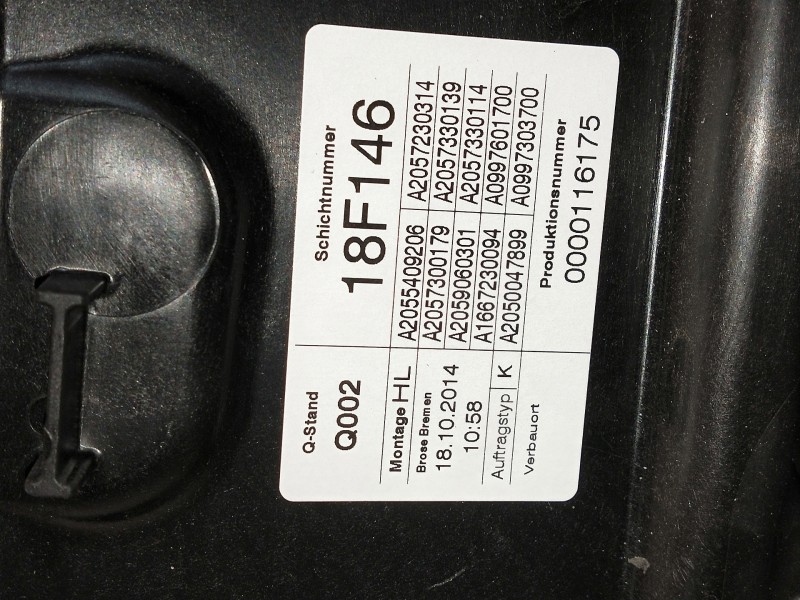 Q-Stand Schichtnummer
Q002 18F146
Montage HL A2055409206 A2057230314
Brose Bremen A2057300179 A2057330139
18.10.2014 A2059060301 A2057330114
10:58 A1667230094 A0997601700
Auftragstyp K A2050047899 A0997303700
Verbauort Produktionsnummer
0000116175